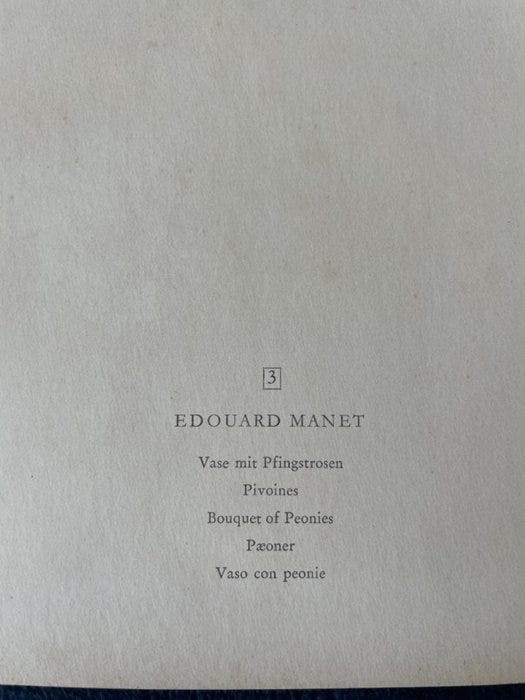 3
EDOUARD MANET
Vase mit Pfingstrosen
Pivoines
Bouquet of Peonies
Pæoner
Vaso con peonie